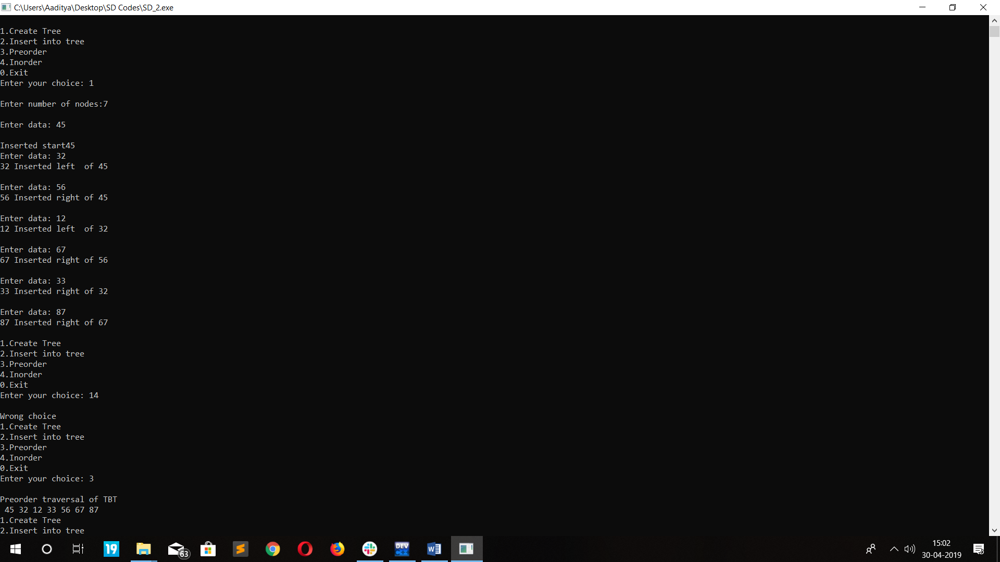 C:\Users\Aaditya\Desktop\SD Codes\SD_2.exe
1.Create Tree
2.Insert into tree
3.Preorder
4.Inorder
0.Exit
Enter your choice: 1
Enter number of nodes:7
Enter data: 45
Inserted start45
Enter data: 32
32 Inserted left  of 45
Enter data: 56
56 Inserted right of 45
Enter data: 12
12 Inserted left  of 32
Enter data: 67
67 Inserted right of 56
Enter data: 33
33 Inserted right of 32
Enter data: 87
87 Inserted right of 67
1.Create Tree
2.Insert into tree
3.Preorder
4.Inorder
0.Exit
Enter your choice: 14
Wrong choice
1.Create Tree
2.Insert into tree
3.Preorder
4.Inorder
0.Exit
Enter your choice: 3
Preorder traversal of TBT
45 32 12 33 56 67 87
1.Create Tree
2.Insert into tree
19
63
DEV
C++
W
15:02
30-04-2019